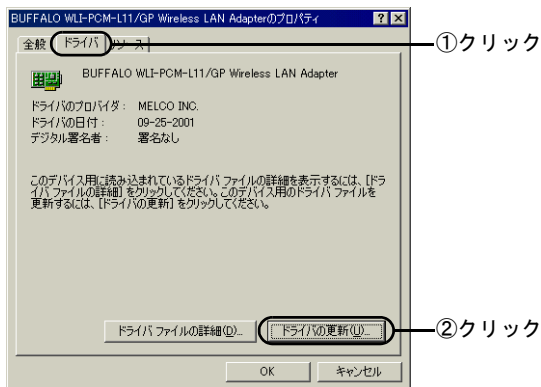 BUFFALO WLI-PCM-L11/GP Wireless LAN Adapterのプロパティ
全般 ドライバ リソース
①クリック
BUFFALO WLI-PCM-L11/GP Wireless LAN Adapter
ドライバのプロバイダ： MELCO INC.
ドライバの日付： 09-25-2001
デジタル署名者： 署名なし
このデバイス用に読み込まれているドライバ ファイルの詳細を表示するには、[ドラ
イバ ファイルの詳細] をクリックしてください。このデバイス用のドライバ ファイルを
更新するには、[ドライバの更新] をクリックしてください。
ドライバ ファイルの詳細(D)... ドライバの更新(U)...
②クリック
OK キャンセル